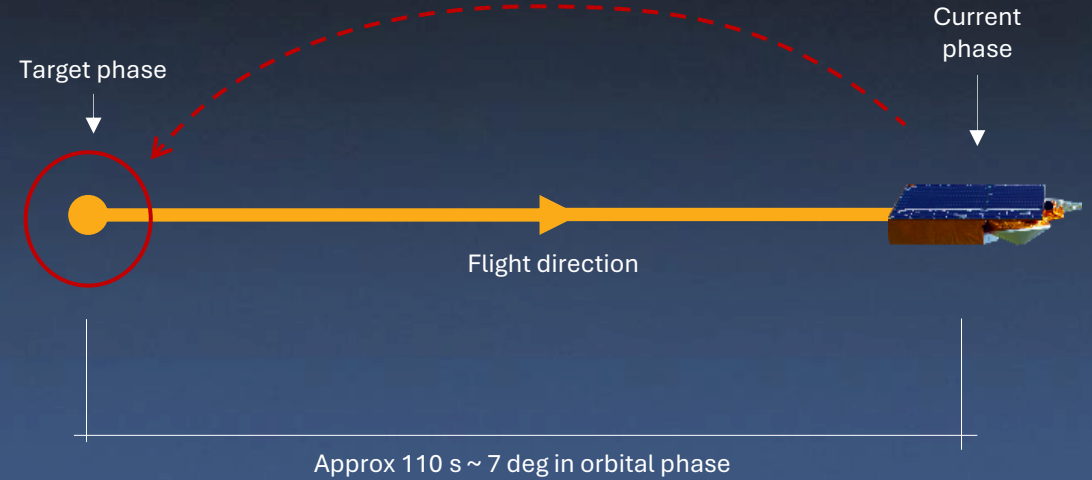 Current
phase
Target phase
Flight direction
Approx 110 s ~ 7 deg in orbital phase